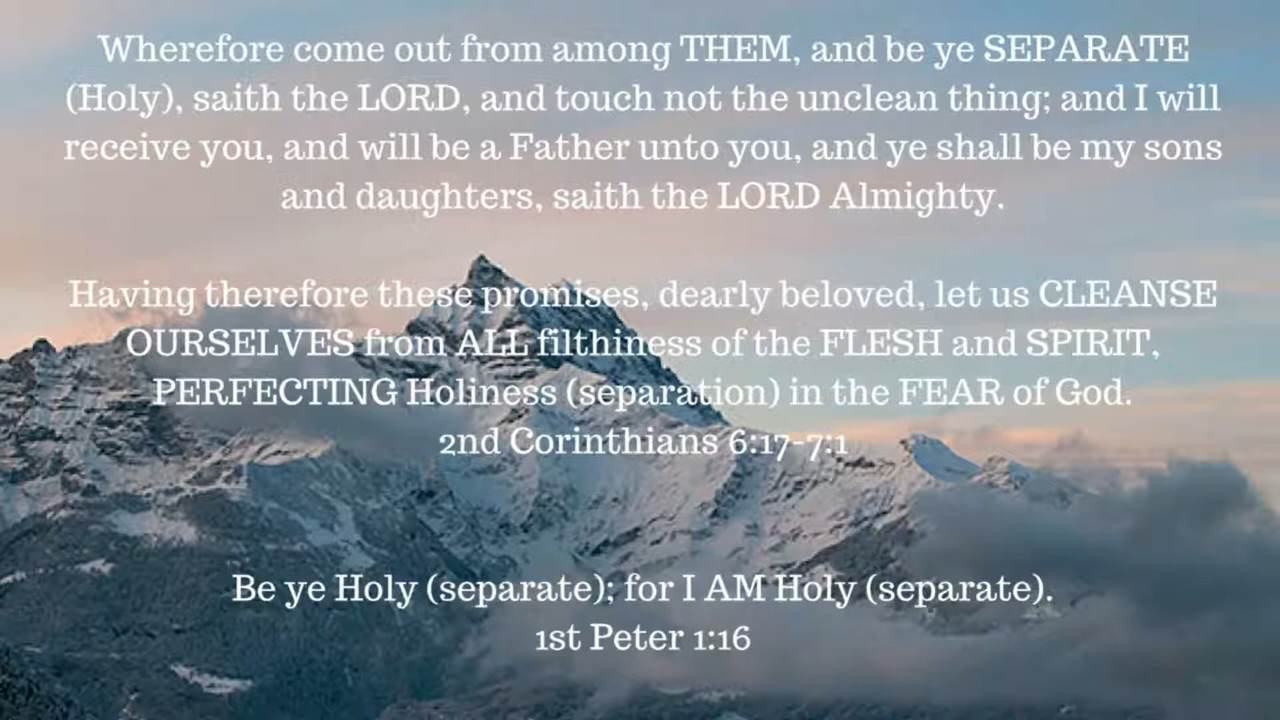 Wherefore come out from among THEM, and be ye SEPARATE
(Holy), saith the LORD, and touch not the unclean thing; and I will
receive you, and will be a Father unto you, and ye shall be my sons
and daughters, saith the LORD Almighty.
Having therefore these promises, dearly beloved, let us CLEANSE
OURSELVES from ALL filthiness of the FLESH and SPIRIT,
PERFECTING Holiness (separation) in the FEAR of God.
2nd Corinthians 6:17-7:1
Be ye Holy (separate); for I AM Holy (separate).
1st Peter 1:16